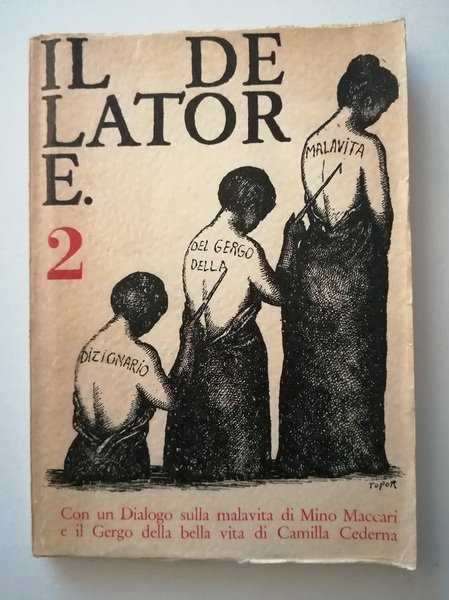 IL DE
LATOR
E.
2
MALAVITA
DEL GERGO
DELLA
DIZIONARIO
TOPOR
Con un Dialogo sulla malavita di Mino Maccari
e il Gergo della bella vita di Camilla Cederna